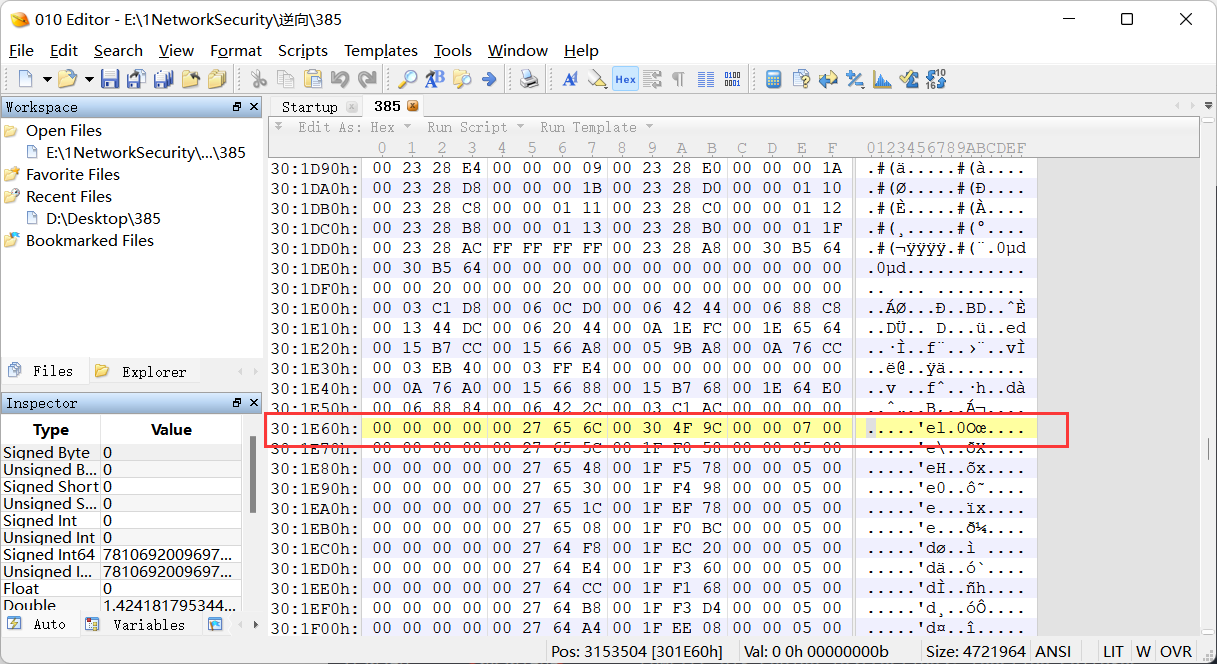 010 Editor - E:\1NetworkSecurity\逆向\385
File Edit Search View Format Scripts Templates Tools Window Help
Workspace
Open Files
E:\1NetworkSecurity\...\385
Favorite Files
Recent Files
D:\Desktop\385
Bookmarked Files
Files Explorer
Inspector
Type Value
Signed Byte 0
Unsigned B... 0
Signed Short 0
Unsigned S... 0
Signed Int 0
Unsigned Int 0
Signed Int64 7810692009697...
Unsigned I... 7810692009697...
Float 0
Double 1.424181795344...
Auto Variables
Startup 385
Edit As: Hex Run Script Run Template
0 1 2 3 4 5 6 7 8 9 A B C D E F 0123456789ABCDEF
30:1D90h: 00 23 28 E4 00 00 00 09 00 23 28 E0 00 00 00 1A .#(ä.....#(à....
30:1DA0h: 00 23 28 D8 00 00 00 1B 00 23 28 D0 00 00 01 10 .#(Ø.....#(Ð....
30:1DB0h: 00 23 28 C8 00 00 01 11 00 23 28 C0 00 00 01 12 .#(È.....#(À....
30:1DC0h: 00 23 28 B8 00 00 01 13 00 23 28 B0 00 00 01 1F .#(¸.....#(°....
30:1DD0h: 00 23 28 AC FF FF FF FF 00 23 28 A8 00 30 B5 64 .#(¬ÿÿÿÿ.#(¨.0µd
30:1DE0h: 00 30 B5 64 00 00 00 00 00 00 00 00 00 00 00 00 .0µd............
30:1DF0h: 00 00 20 00 00 00 20 00 00 00 00 00 00 00 00 00 .. ... .........
30:1E00h: 00 03 C1 D8 00 06 0C D0 00 06 42 44 00 06 88 C8 ..ÁØ...Ð..BD..ˆÈ
30:1E10h: 00 13 44 DC 00 06 20 44 00 0A 1E FC 00 1E 65 64 ..DÜ.. D...ü..ed
30:1E20h: 00 15 B7 CC 00 15 66 A8 00 05 9B A8 00 0A 76 CC ..·Ì..f¨..›¨..vÌ
30:1E30h: 00 03 EB 40 00 03 FF E4 00 00 00 00 00 00 00 00 ..ë@..ÿä........
30:1E40h: 00 0A 76 A0 00 15 66 88 00 15 B7 68 00 1E 64 E0 ..v ..fˆ..·h..dà
30:1E50h: 00 06 88 84 00 06 42 2C 00 03 C1 AC 00 00 00 00 ..ˆ„..B,..Á¬....
30:1E60h: 00 00 00 00 00 27 65 6C 00 30 4F 9C 00 00 07 00 .....'el.0Oœ....
30:1E70h: 00 00 00 00 00 27 65 5C 00 1F F5 58 00 00 05 00 .....'e\..õX....
30:1E80h: 00 00 00 00 00 27 65 48 00 1F F5 78 00 00 05 00 .....'eH..õx....
30:1E90h: 00 00 00 00 00 27 65 30 00 1F F4 98 00 00 05 00 .....'e0..ô˜....
30:1EA0h: 00 00 00 00 00 27 65 1C 00 1F EF 78 00 00 05 00 .....'e...ïx....
30:1EB0h: 00 00 00 00 00 27 65 08 00 1F F0 BC 00 00 05 00 .....'e...ð¼....
30:1EC0h: 00 00 00 00 00 27 64 F8 00 1F EC 20 00 00 05 00 .....'dø..ì ....
30:1ED0h: 00 00 00 00 00 27 64 E4 00 1F F3 60 00 00 05 00 .....'dä..ó`....
30:1EE0h: 00 00 00 00 00 27 64 CC 00 1F F1 68 00 00 05 00 .....'dÌ..ñh....
30:1EF0h: 00 00 00 00 00 27 64 B8 00 1F F3 D4 00 00 05 00 .....'d¸..óÔ....
30:1F00h: 00 00 00 00 00 27 64 A4 00 1F EE 08 00 00 05 00 .....'d¤..î.....
Pos: 3153504 [301E60h] Val: 0 0h 00000000b Size: 4721964 ANSI LIT W OVR